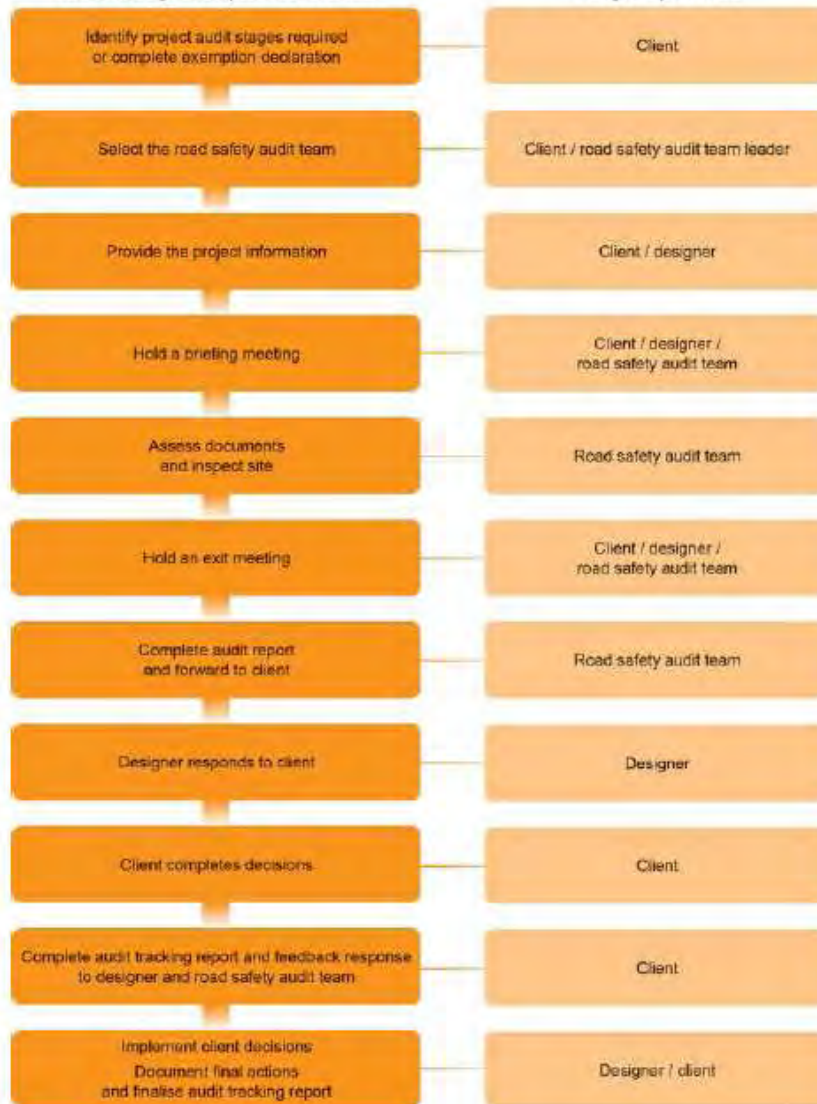 Identify project audit stages required
or complete exemption declaration
Client
Select the road safety audit team
Client / road safety audit team leader
Provide the project information
Client / designer
Hold a briefing meeting
Client / designer /
road safety audit team
Assess documents
and inspect site
Road safety audit team
Hold an exit meeting
Client / designer /
road safety audit team
Complete audit report
and forward to client
Road safety audit team
Designer responds to client
Designer
Client completes decisions
Client
Complete audit tracking report and feedback response
to designer and road safety audit team
Client
Implement client decisions
Document final actions
and finalise audit tracking report
Designer / client